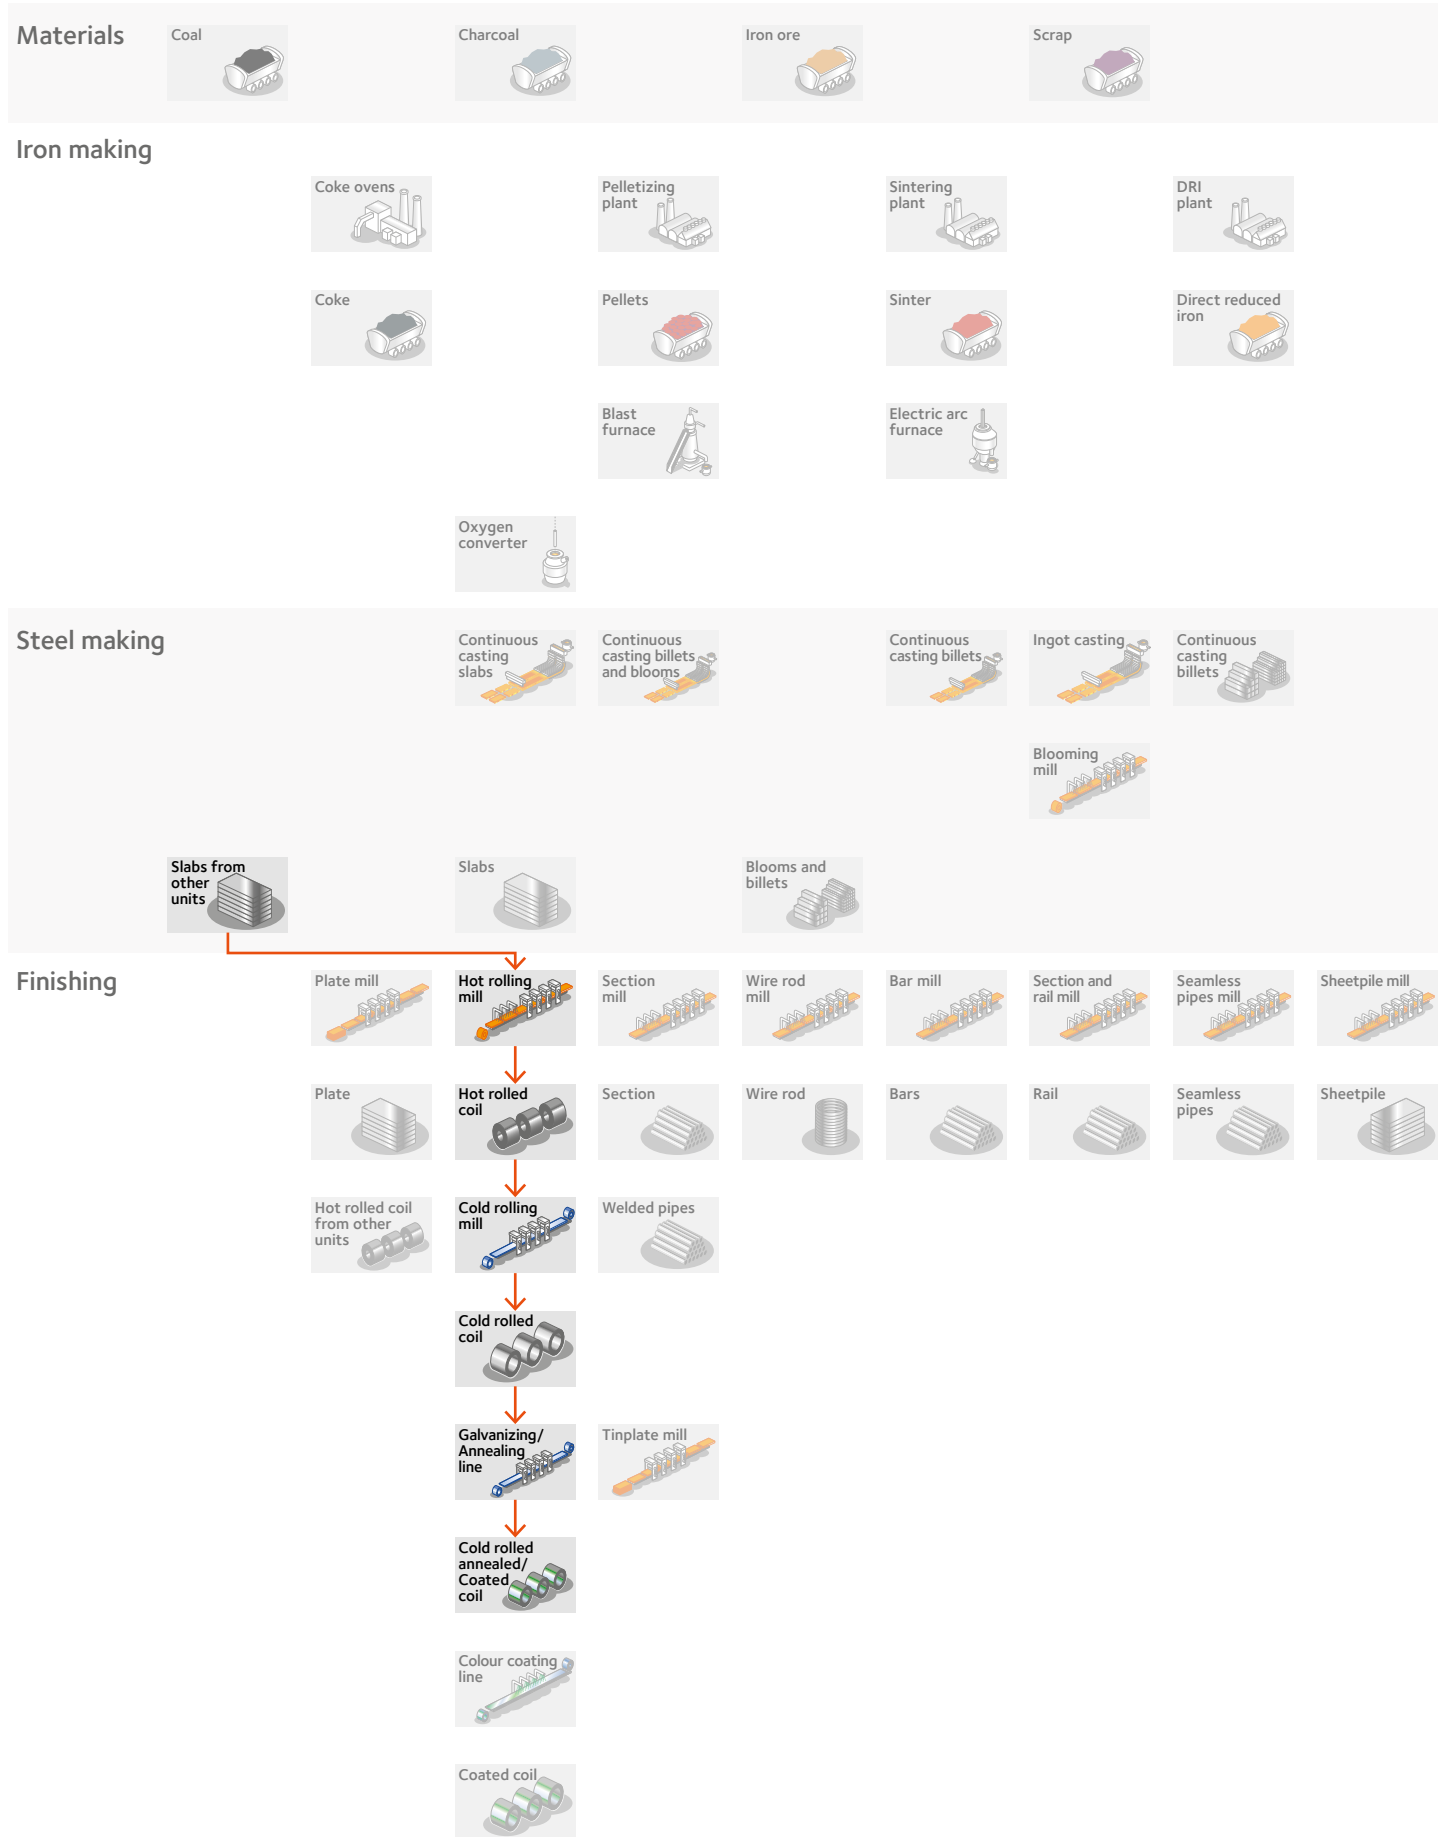 Materials
Coal
Charcoal
Iron ore
Scrap
Iron making
Coke ovens
Pelletizing
plant
Sintering
plant
DRI
plant
Coke
Pellets
Sinter
Direct reduced
iron
Blast
furnace
Electric arc
furnace
Oxygen
converter
Steel making
Continuous
casting
slabs
Continuous
casting billets
and blooms
Continuous
casting billets
Ingot casting
Continuous
casting
billets
Blooming
mill
Slabs from
other
units
Slabs
Blooms and
billets
Finishing
Plate mill
Hot rolling
mill
Section
mill
Wire rod
mill
Bar mill
Section and
rail mill
Seamless
pipes mill
Sheetpile mill
Plate
Hot rolled
coil
Section
Wire rod
Bars
Rail
Seamless
pipes
Sheetpile
Hot rolled coil
from other
units
Cold rolling
mill
Welded pipes
Cold rolled
coil
Galvanizing/
Annealing
line
Tinplate mill
Cold rolled
annealed/
Coated
coil
Colour coating
line
Coated coil